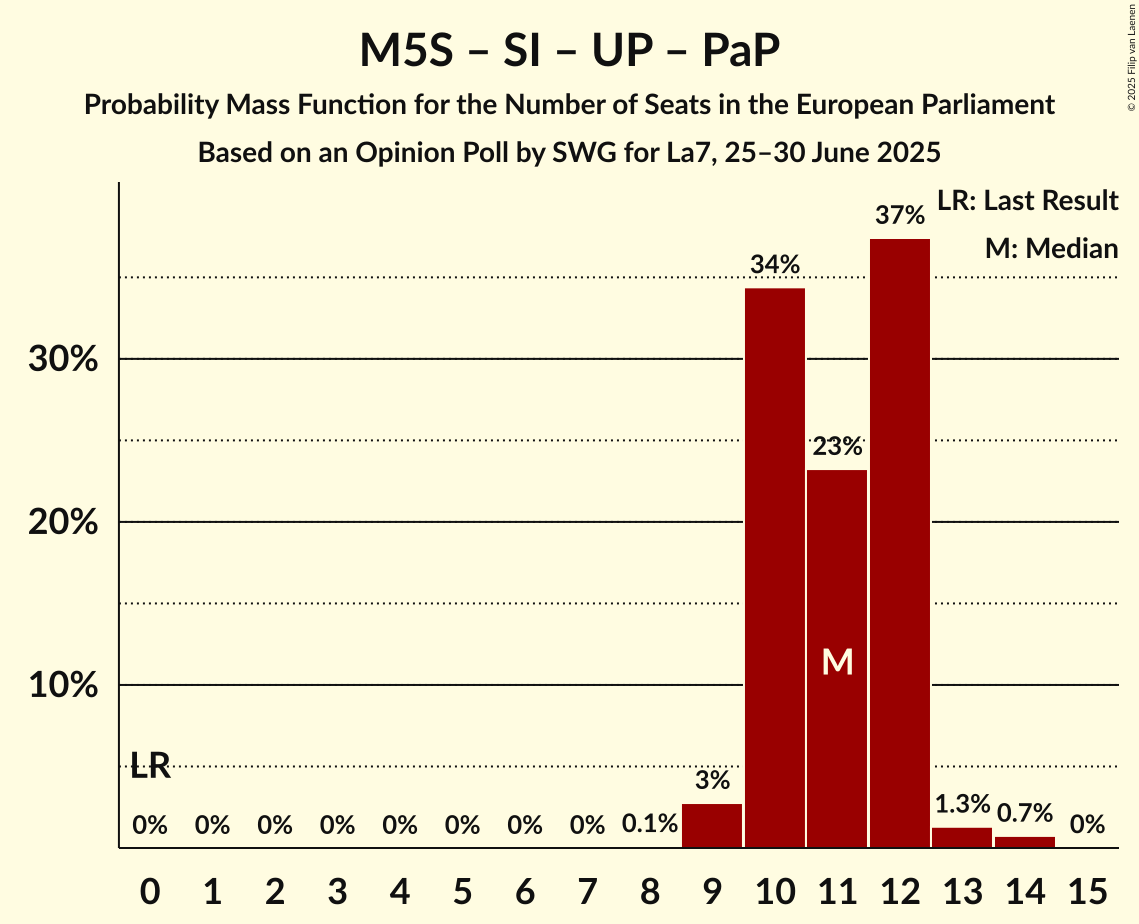 M5S – SI – UP – PaP
Probability Mass Function for the Number of Seats in the European Parliament
Based on an Opinion Poll by SWG for La7, 25–30 June 2025
© 2025 Filip van Laenen
LR: Last Result
M: Median
37%
34%
30%
23%
20%
M
10%
LR
3%
0% 0% 0% 0% 0% 0% 0% 0% 0.1% 1.3% 0.7% 0%
0 1 2 3 4 5 6 7 8 9 10 11 12 13 14 15